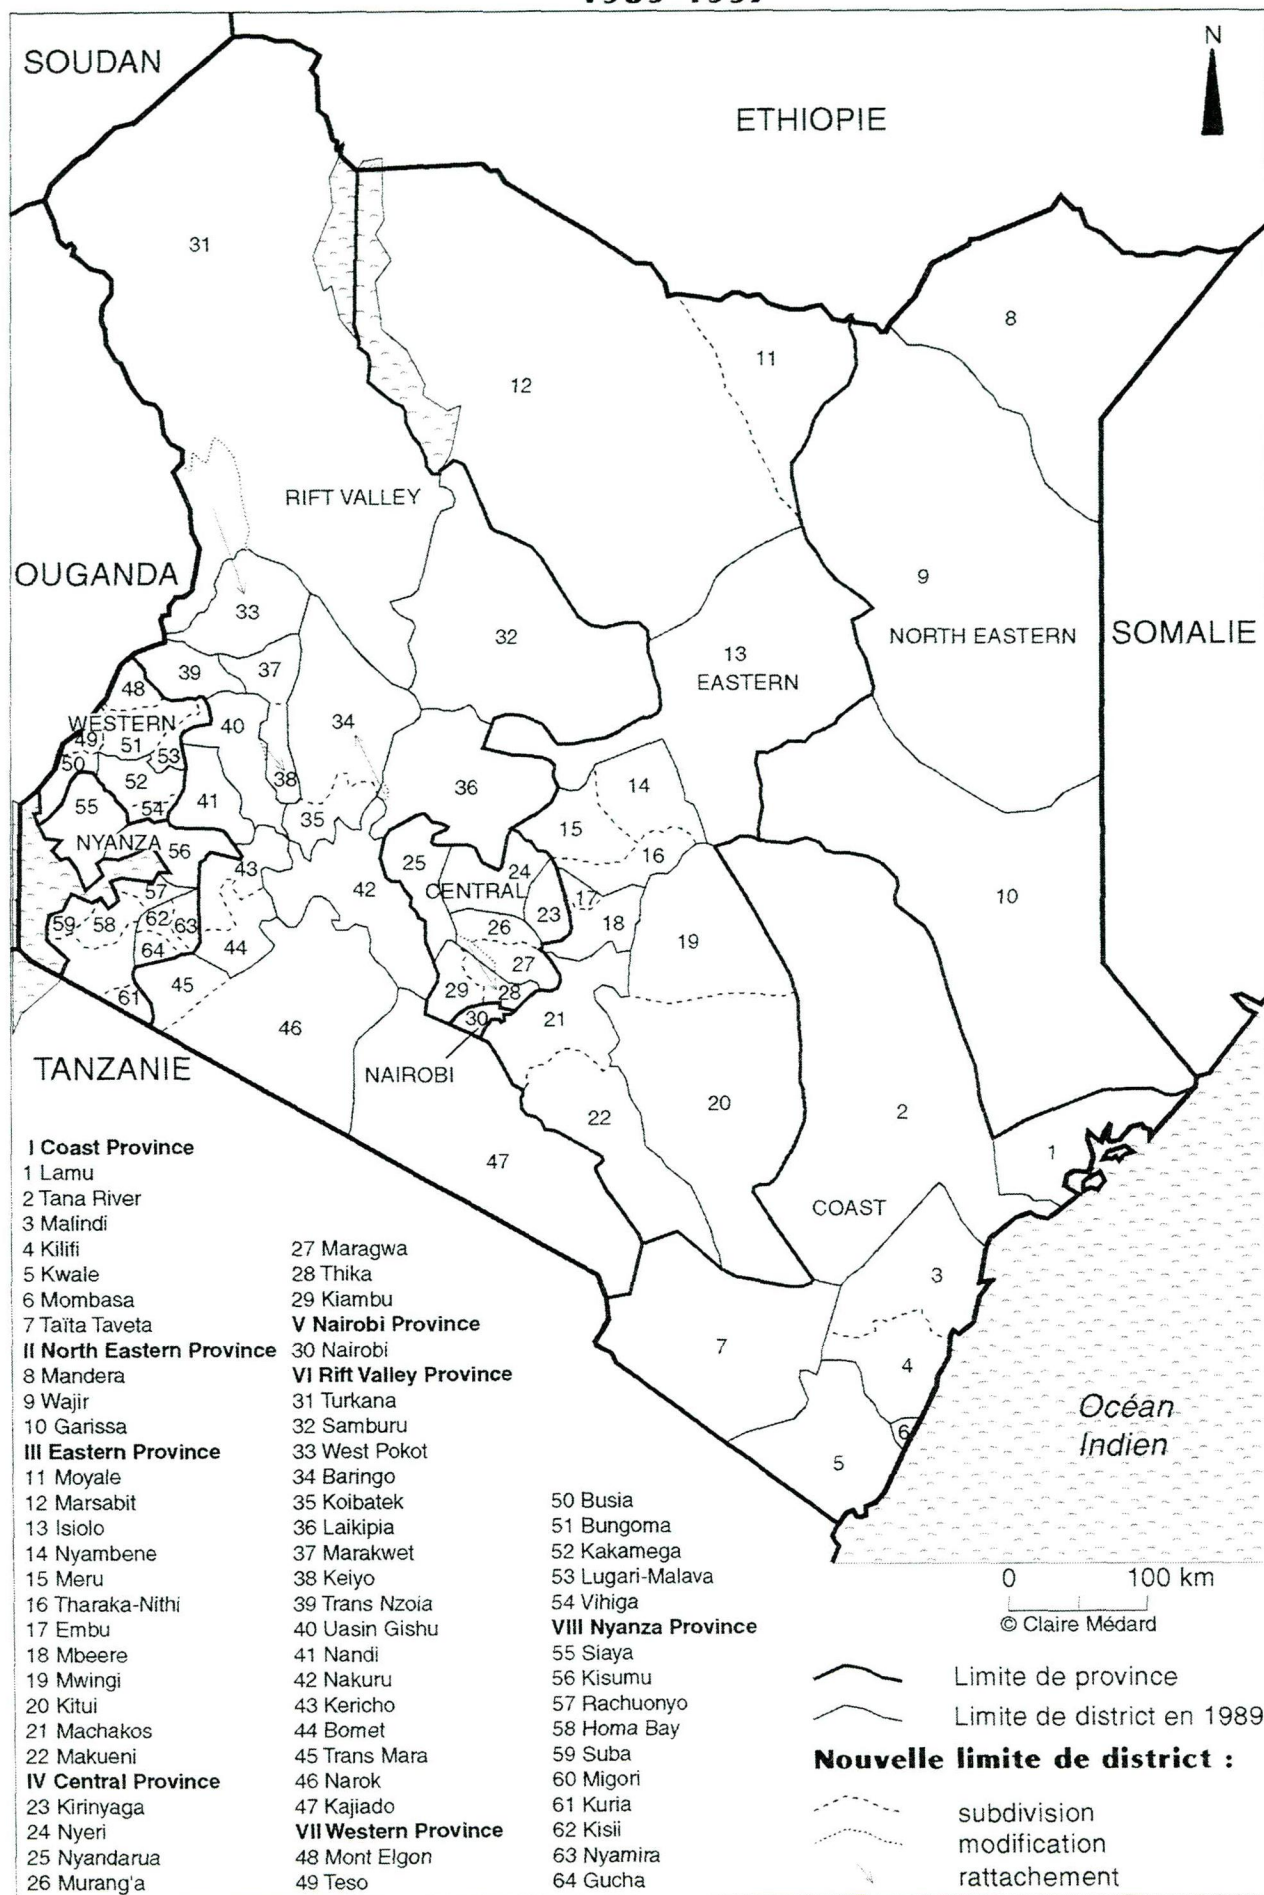 SOUDAN
ETHIOPIE
N
31
8
11
12
RIFT VALLEY
OUGANDA
9
33
NORTH EASTERN
SOMALIE
32
13
EASTERN
39
37
48
WESTERN
40
34
49
51
53
50
38
14
52
36
55
54
41
35
15
NYANZA
56
16
43
25
24
42
CENTRAL
57
17
10
59
58
62
63
23
18
26
19
64
44
27
45
29
28
61
30
21
46
TANZANIE
NAIROBI
20
2
22
1
47
COAST
3
7
4
6
5
Océan
Indien
I Coast Province
1 Lamu
2 Tana River
3 Malindi
4 Kilifi
5 Kwale
6 Mombasa
7 Taïta Taveta
II North Eastern Province
8 Mandera
9 Wajir
10 Garissa
III Eastern Province
11 Moyale
12 Marsabit
13 Isiolo
14 Nyambene
15 Meru
16 Tharaka-Nithi
17 Embu
18 Mbeere
19 Mwingi
20 Kitui
21 Machakos
22 Makueni
IV Central Province
23 Kirinyaga
24 Nyeri
25 Nyandarua
26 Murang'a
27 Maragwa
28 Thika
29 Kiambu
V Nairobi Province
30 Nairobi
VI Rift Valley Province
31 Turkana
32 Samburu
33 West Pokot
34 Baringo
35 Koibatek
36 Laikipia
37 Marakwet
38 Keiyo
39 Trans Nzoia
40 Uasin Gishu
41 Nandi
42 Nakuru
43 Kericho
44 Bomet
45 Trans Mara
46 Narok
47 Kajiado
VII Western Province
48 Mont Elgon
49 Teso
50 Busia
51 Bungoma
52 Kakamega
53 Lugari-Malava
54 Vihiga
VIII Nyanza Province
55 Siaya
56 Kisumu
57 Rachuonyo
58 Homa Bay
59 Suba
60 Migori
61 Kuria
62 Kisii
63 Nyamira
64 Gucha
0 100 km
© Claire Médard
Limite de province
Limite de district en 1989
Nouvelle limite de district :
subdivision
modification
rattachement